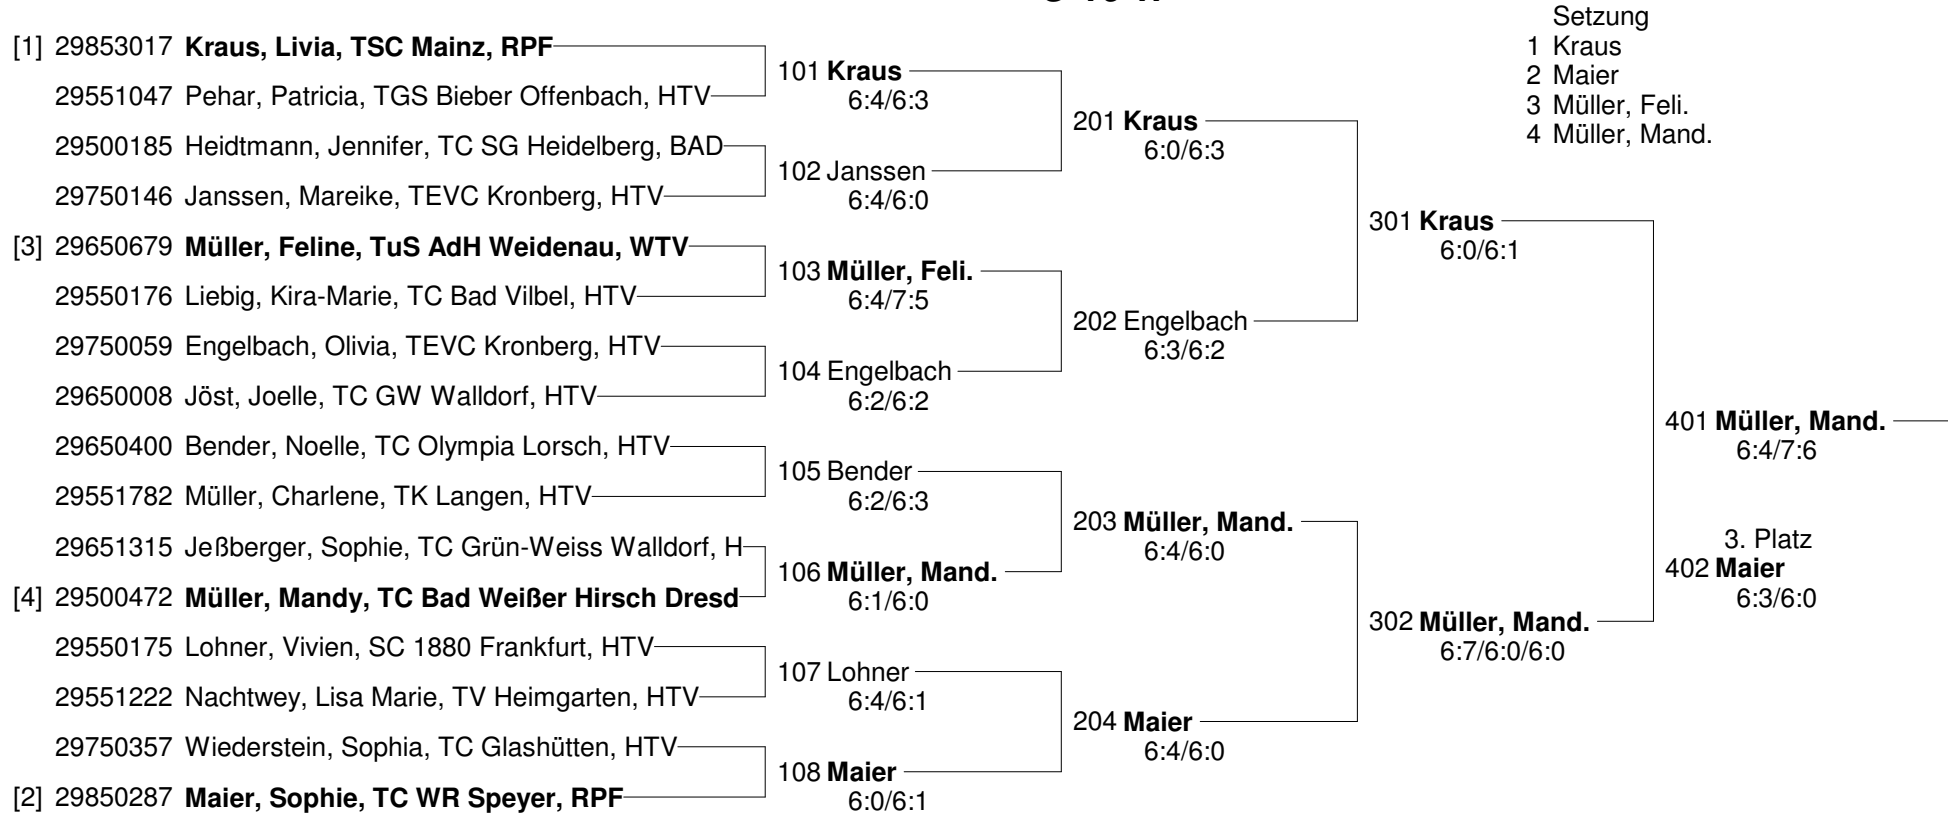 Setzung
1 Kraus
2 Maier
3 Müller, Feli.
4 Müller, Mand.
[1] 29853017 Kraus, Livia, TSC Mainz, RPF
29551047 Pehar, Patricia, TGS Bieber Offenbach, HTV
29500185 Heidtmann, Jennifer, TC SG Heidelberg, BAD
29750146 Janssen, Mareike, TEVC Kronberg, HTV
[3] 29650679 Müller, Feline, TuS AdH Weidenau, WTV
29550176 Liebig, Kira-Marie, TC Bad Vilbel, HTV
29750059 Engelbach, Olivia, TEVC Kronberg, HTV
29650008 Jöst, Joelle, TC GW Walldorf, HTV
29650400 Bender, Noelle, TC Olympia Lorsch, HTV
29551782 Müller, Charlene, TK Langen, HTV
29651315 Jeßberger, Sophie, TC Grün-Weiss Walldorf, H
[4] 29500472 Müller, Mandy, TC Bad Weißer Hirsch Dresd
29550175 Lohner, Vivien, SC 1880 Frankfurt, HTV
29551222 Nachtwey, Lisa Marie, TV Heimgarten, HTV
29750357 Wiederstein, Sophia, TC Glashütten, HTV
[2] 29850287 Maier, Sophie, TC WR Speyer, RPF
101 Kraus
6:4/6:3
102 Janssen
6:4/6:0
103 Müller, Feli.
6:4/7:5
104 Engelbach
6:2/6:2
105 Bender
6:2/6:3
106 Müller, Mand.
6:1/6:0
107 Lohner
6:4/6:1
108 Maier
6:0/6:1
201 Kraus
6:0/6:3
202 Engelbach
6:3/6:2
203 Müller, Mand.
6:4/6:0
204 Maier
6:4/6:0
301 Kraus
6:0/6:1
302 Müller, Mand.
6:7/6:0/6:0
401 Müller, Mand.
6:4/7:6
3. Platz
402 Maier
6:3/6:0